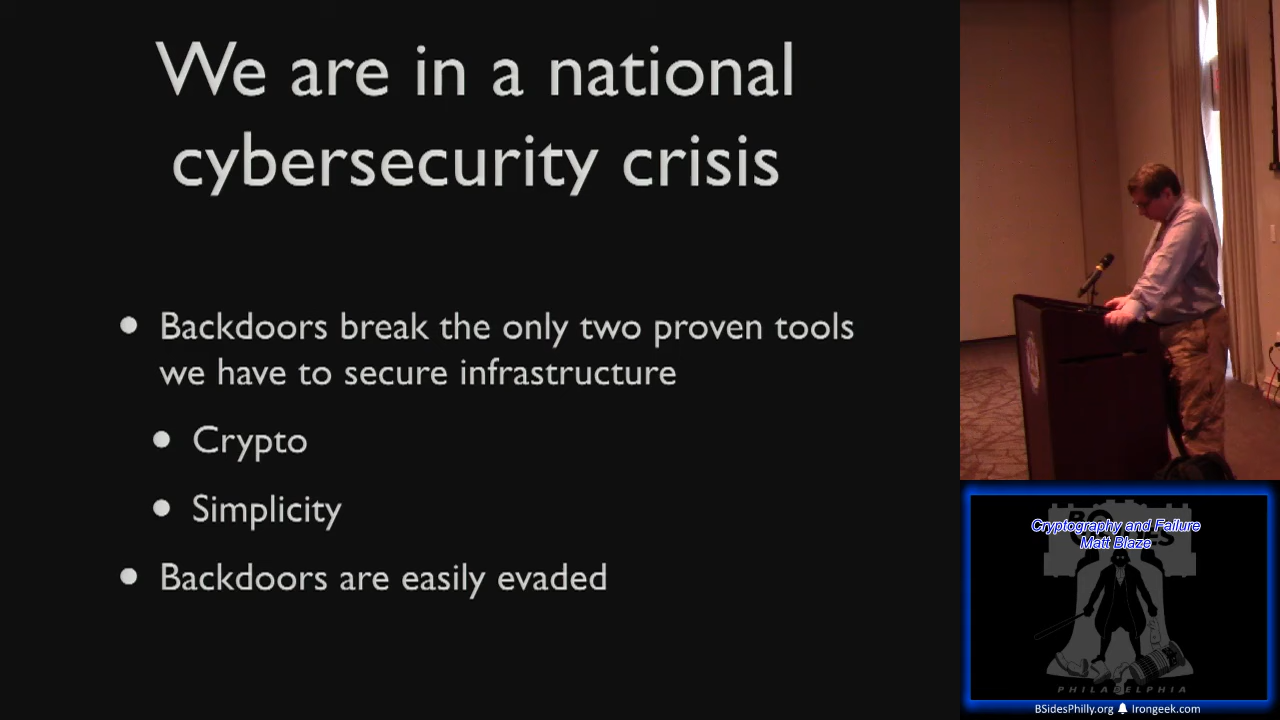 We are in a national
cybersecurity crisis
Backdoors break the only two proven tools
we have to secure infrastructure
Crypto
Simplicity
Backdoors are easily evaded
Cryptography and Failure
Matt Blaze
PHILADELPHIA
BSidesPhilly.org Irongeek.com